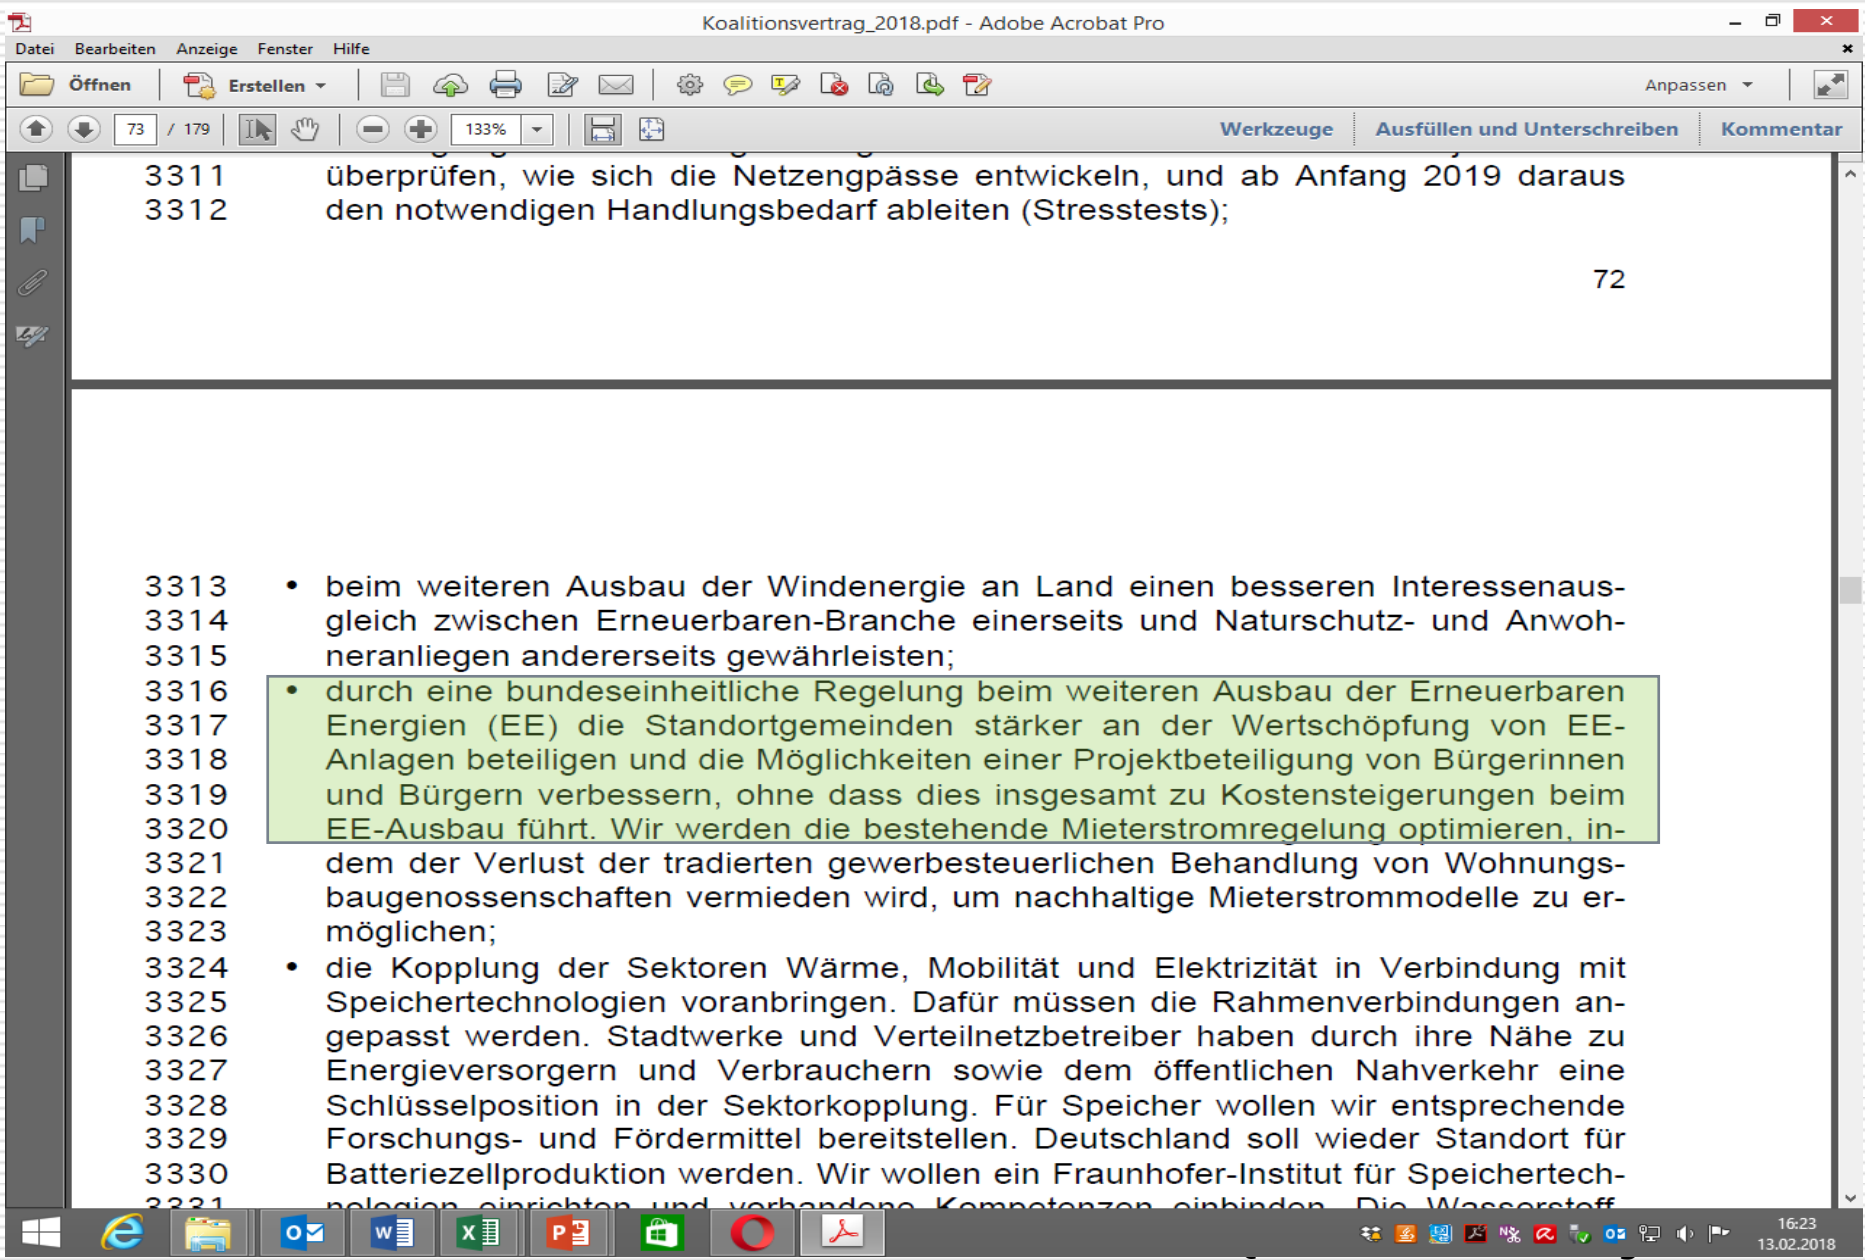 Koalitionsvertrag_2018.pdf - Adobe Acrobat Pro
Datei Bearbeiten Anzeige Fenster Hilfe
Öffnen Erstellen Anpassen
73 / 179 133% Werkzeuge Ausfüllen und Unterschreiben Kommentar
3311 überprüfen, wie sich die Netzengpässe entwickeln, und ab Anfang 2019 daraus
3312 den notwendigen Handlungsbedarf ableiten (Stresstests);
72
3313 • beim weiteren Ausbau der Windenergie an Land einen besseren Interessenaus-
3314 gleich zwischen Erneuerbaren-Branche einerseits und Naturschutz- und Anwoh-
3315 neranliegen andererseits gewährleisten;
3316 • durch eine bundeseinheitliche Regelung beim weiteren Ausbau der Erneuerbaren
3317 Energien (EE) die Standortgemeinden stärker an der Wertschöpfung von EE-
3318 Anlagen beteiligen und die Möglichkeiten einer Projektbeteiligung von Bürgerinnen
3319 und Bürgern verbessern, ohne dass dies insgesamt zu Kostensteigerungen beim
3320 EE-Ausbau führt. Wir werden die bestehende Mieterstromregelung optimieren, in-
3321 dem der Verlust der tradierten gewerbesteuerlichen Behandlung von Wohnungs-
3322 baugenossenschaften vermieden wird, um nachhaltige Mieterstrommodelle zu er-
3323 möglichen;
3324 • die Kopplung der Sektoren Wärme, Mobilität und Elektrizität in Verbindung mit
3325 Speichertechnologien voranbringen. Dafür müssen die Rahmenverbindungen an-
3326 gepasst werden. Stadtwerke und Verteilnetzbetreiber haben durch ihre Nähe zu
3327 Energieversorgern und Verbrauchern sowie dem öffentlichen Nahverkehr eine
3328 Schlüsselposition in der Sektorkopplung. Für Speicher wollen wir entsprechende
3329 Forschungs- und Fördermittel bereitstellen. Deutschland soll wieder Standort für
3330 Batteriezellproduktion werden. Wir wollen ein Fraunhofer-Institut für Speichertech-
3331 nologien einrichten und vorhandene Kompetenzen einbinden. Die Wasserstoff-
16:23
13.02.2018